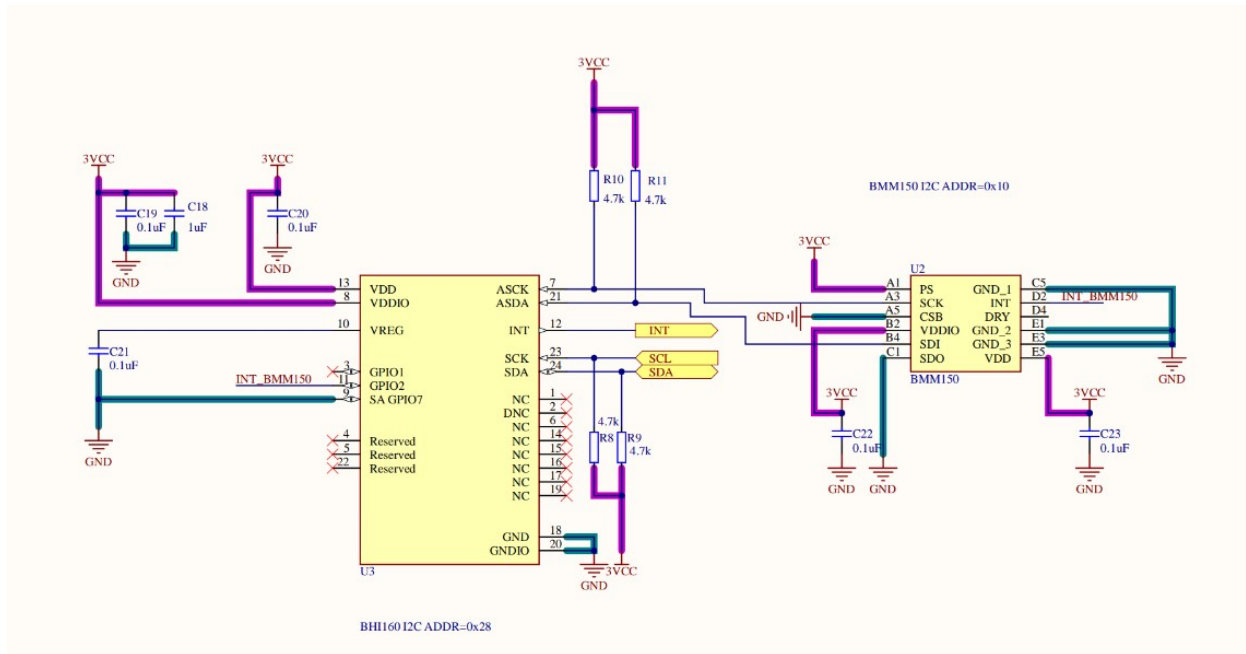 3VCC
3VCC
3VCC
C19
0.1uF
C18
1uF
C20
0.1uF
GND
GND
R10
4.7k
R11
4.7k
BMM150 I2C ADDR=0x10
13
VDD
8
VDDIO
10
VREG
C21
0.1uF
3
GPIO1
INT_BMM150
11
GPIO2
9
SA GPIO7
GND
4
Reserved
5
Reserved
22
Reserved
ASCK
7
ASDA
21
INT
12
INT
SCK
23
SCL
SDA
24
SDA
NC
1
DNC
2
NC
6
NC
14
NC
15
NC
16
NC
17
NC
19
GND
18
GNDIO
20
U3
4.7k
R8
R9
4.7k
GND
3VCC
BHI160 I2C ADDR=0x28
3VCC
U2
A1
PS
A3
SCK
GND
A5
CSB
B2
VDDIO
B4
SDI
C1
SDO
GND_1
C5
INT
D2
INT_BMM150
DRY
D4
GND_2
E1
GND_3
E3
VDD
E5
BMM150
GND
3VCC
C22
0.1uF
GND
GND
3VCC
C23
0.1uF
GND